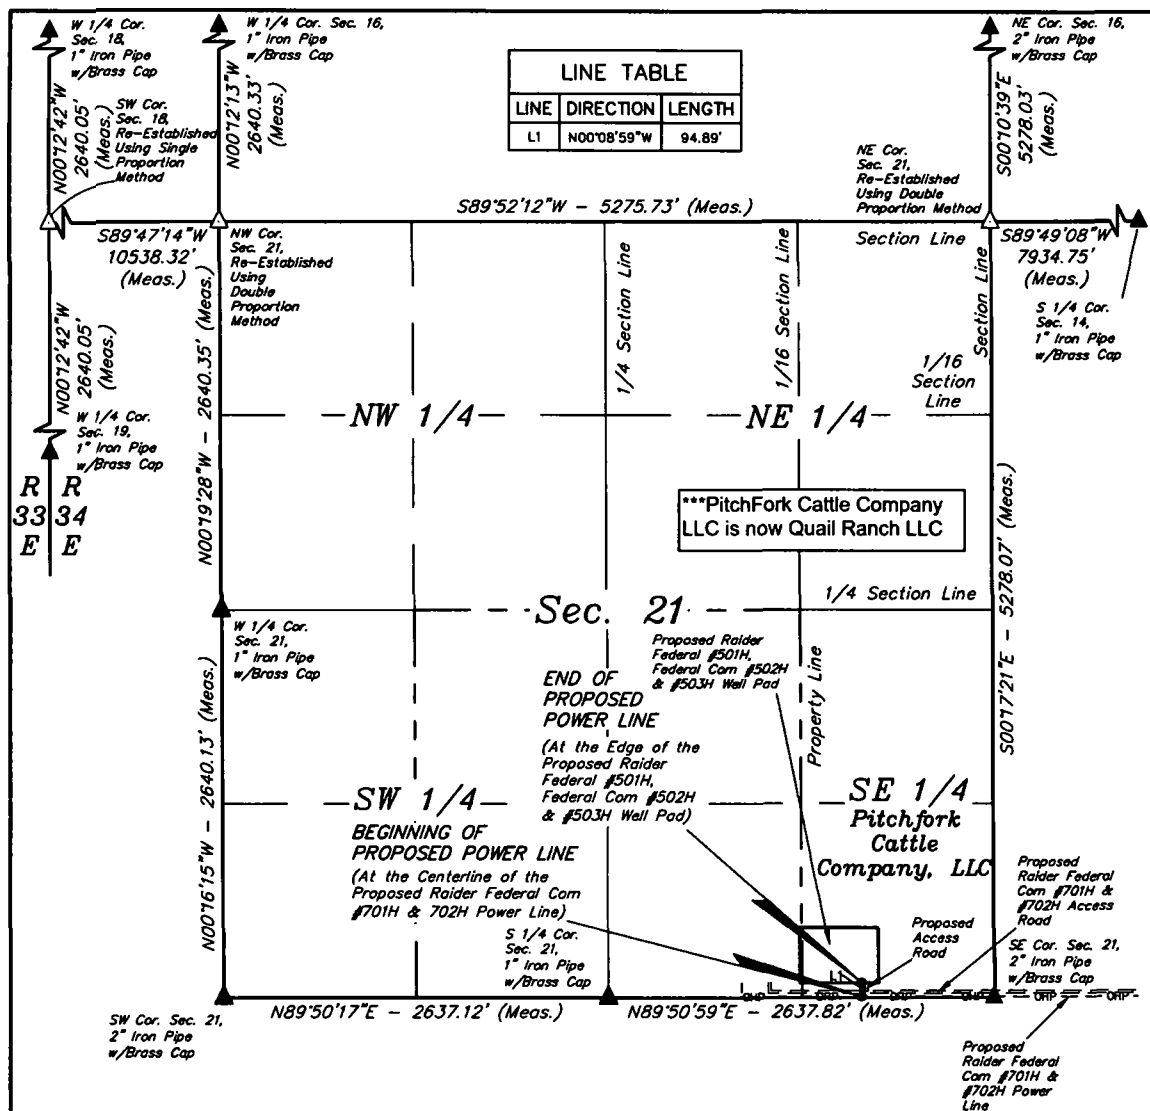 W 1/4 Cor.
Sec. 18,
1" Iron Pipe
w/Brass Cap
W 1/4 Cor. Sec. 16,
1" Iron Pipe
w/Brass Cap
NE Cor. Sec. 16,
2" Iron Pipe
w/Brass Cap
LINE TABLE
LINE DIRECTION LENGTH
L1 N00°08'59"W 94.89'
N00°12'42"W
2640.05'
(Meas.)
SW Cor.
Sec. 18,
Re-Established
Using Single
Proportion
Method
N00°12'13"W
2640.33'
(Meas.)
S00°10'39"E
5278.03'
(Meas.)
NE Cor.
Sec. 21,
Re-Established
Using Double
Proportion Method
S89°52'12"W - 5275.73' (Meas.)
S89°47'14"W
10538.32'
(Meas.)
NW Cor.
Sec. 21,
Re-Established
Using
Double
Proportion
Method
Section Line
S89°49'08"W
7934.75'
(Meas.)
S 1/4 Cor.
Sec. 14,
1" Iron Pipe
w/Brass Cap
1/4 Section Line
1/16 Section Line
Section Line
1/16
Section
Line
N00°12'42"W
2640.05'
(Meas.)
N00°19'28"W - 2640.35' (Meas.)
W 1/4 Cor.
Sec. 19,
1" Iron Pipe
w/Brass Cap
NW 1/4
NE 1/4
R R
33 34
E E
***PitchFork Cattle Company
LLC is now Quail Ranch LLC
S00°17'21"E - 5278.07' (Meas.)
1/4 Section Line
Sec. 21
W 1/4 Cor.
Sec. 21,
1" Iron Pipe
w/Brass Cap
Proposed Raider
Federal #501H,
Federal Com #502H
& #503H Well Pad
END OF
PROPOSED
POWER LINE
(At the Edge of the
Proposed Raider
Federal #501H,
Federal Com #502H
& #503H Well Pad)
Property Line
N00°16'15"W - 2640.13' (Meas.)
SW 1/4
SE 1/4
Pitchfork
Cattle
Company, LLC
BEGINNING OF
PROPOSED POWER LINE
(At the Centerline of the
Proposed Raider Federal Com
#701H & 702H Power Line)
Proposed
Raider Federal
Com #701H &
#702H Access
Road
S 1/4 Cor.
Sec. 21,
1" Iron Pipe
w/Brass Cap
Proposed
Access
Road
SE Cor. Sec. 21,
2" Iron Pipe
w/Brass Cap
L1
OHP OHP OHP OHP OHP OHP
SW Cor. Sec. 21,
2" Iron Pipe
w/Brass Cap
N89°50'17"E - 2637.12' (Meas.)
N89°50'59"E - 2637.82' (Meas.)
Proposed
Raider Federal
Com #701H &
#702H Power
Line